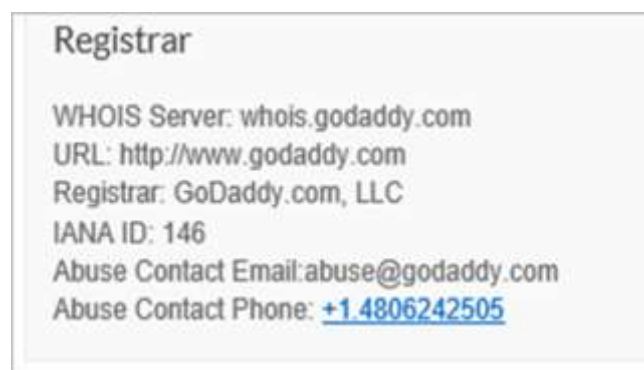 Registrar
WHOIS Server: whois.godaddy.com
URL: http://www.godaddy.com
Registrar: GoDaddy.com, LLC
IANA ID: 146
Abuse Contact Email:abuse@godaddy.com
Abuse Contact Phone: +1.4806242505